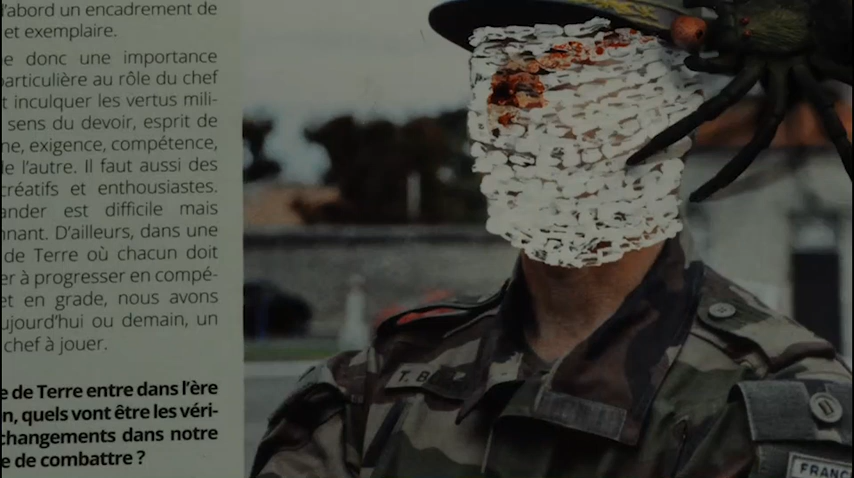 'abord un encadrement de
et exemplaire.
e donc une importance
articulière au rôle du chef
t inculquer les vertus mili-
sens du devoir, esprit de
ne, exigence, compétence,
e l'autre. Il faut aussi des
créatifs et enthousiastes.
ander est difficile mais
nnant. D'ailleurs, dans une
de Terre où chacun doit
er à progresser en compé-
et en grade, nous avons
ujourd'hui ou demain, un
chef à jouer.
e de Terre entre dans l'ère
n, quels vont être les véri-
changements dans notre
e de combattre ?
T. B
FRANC